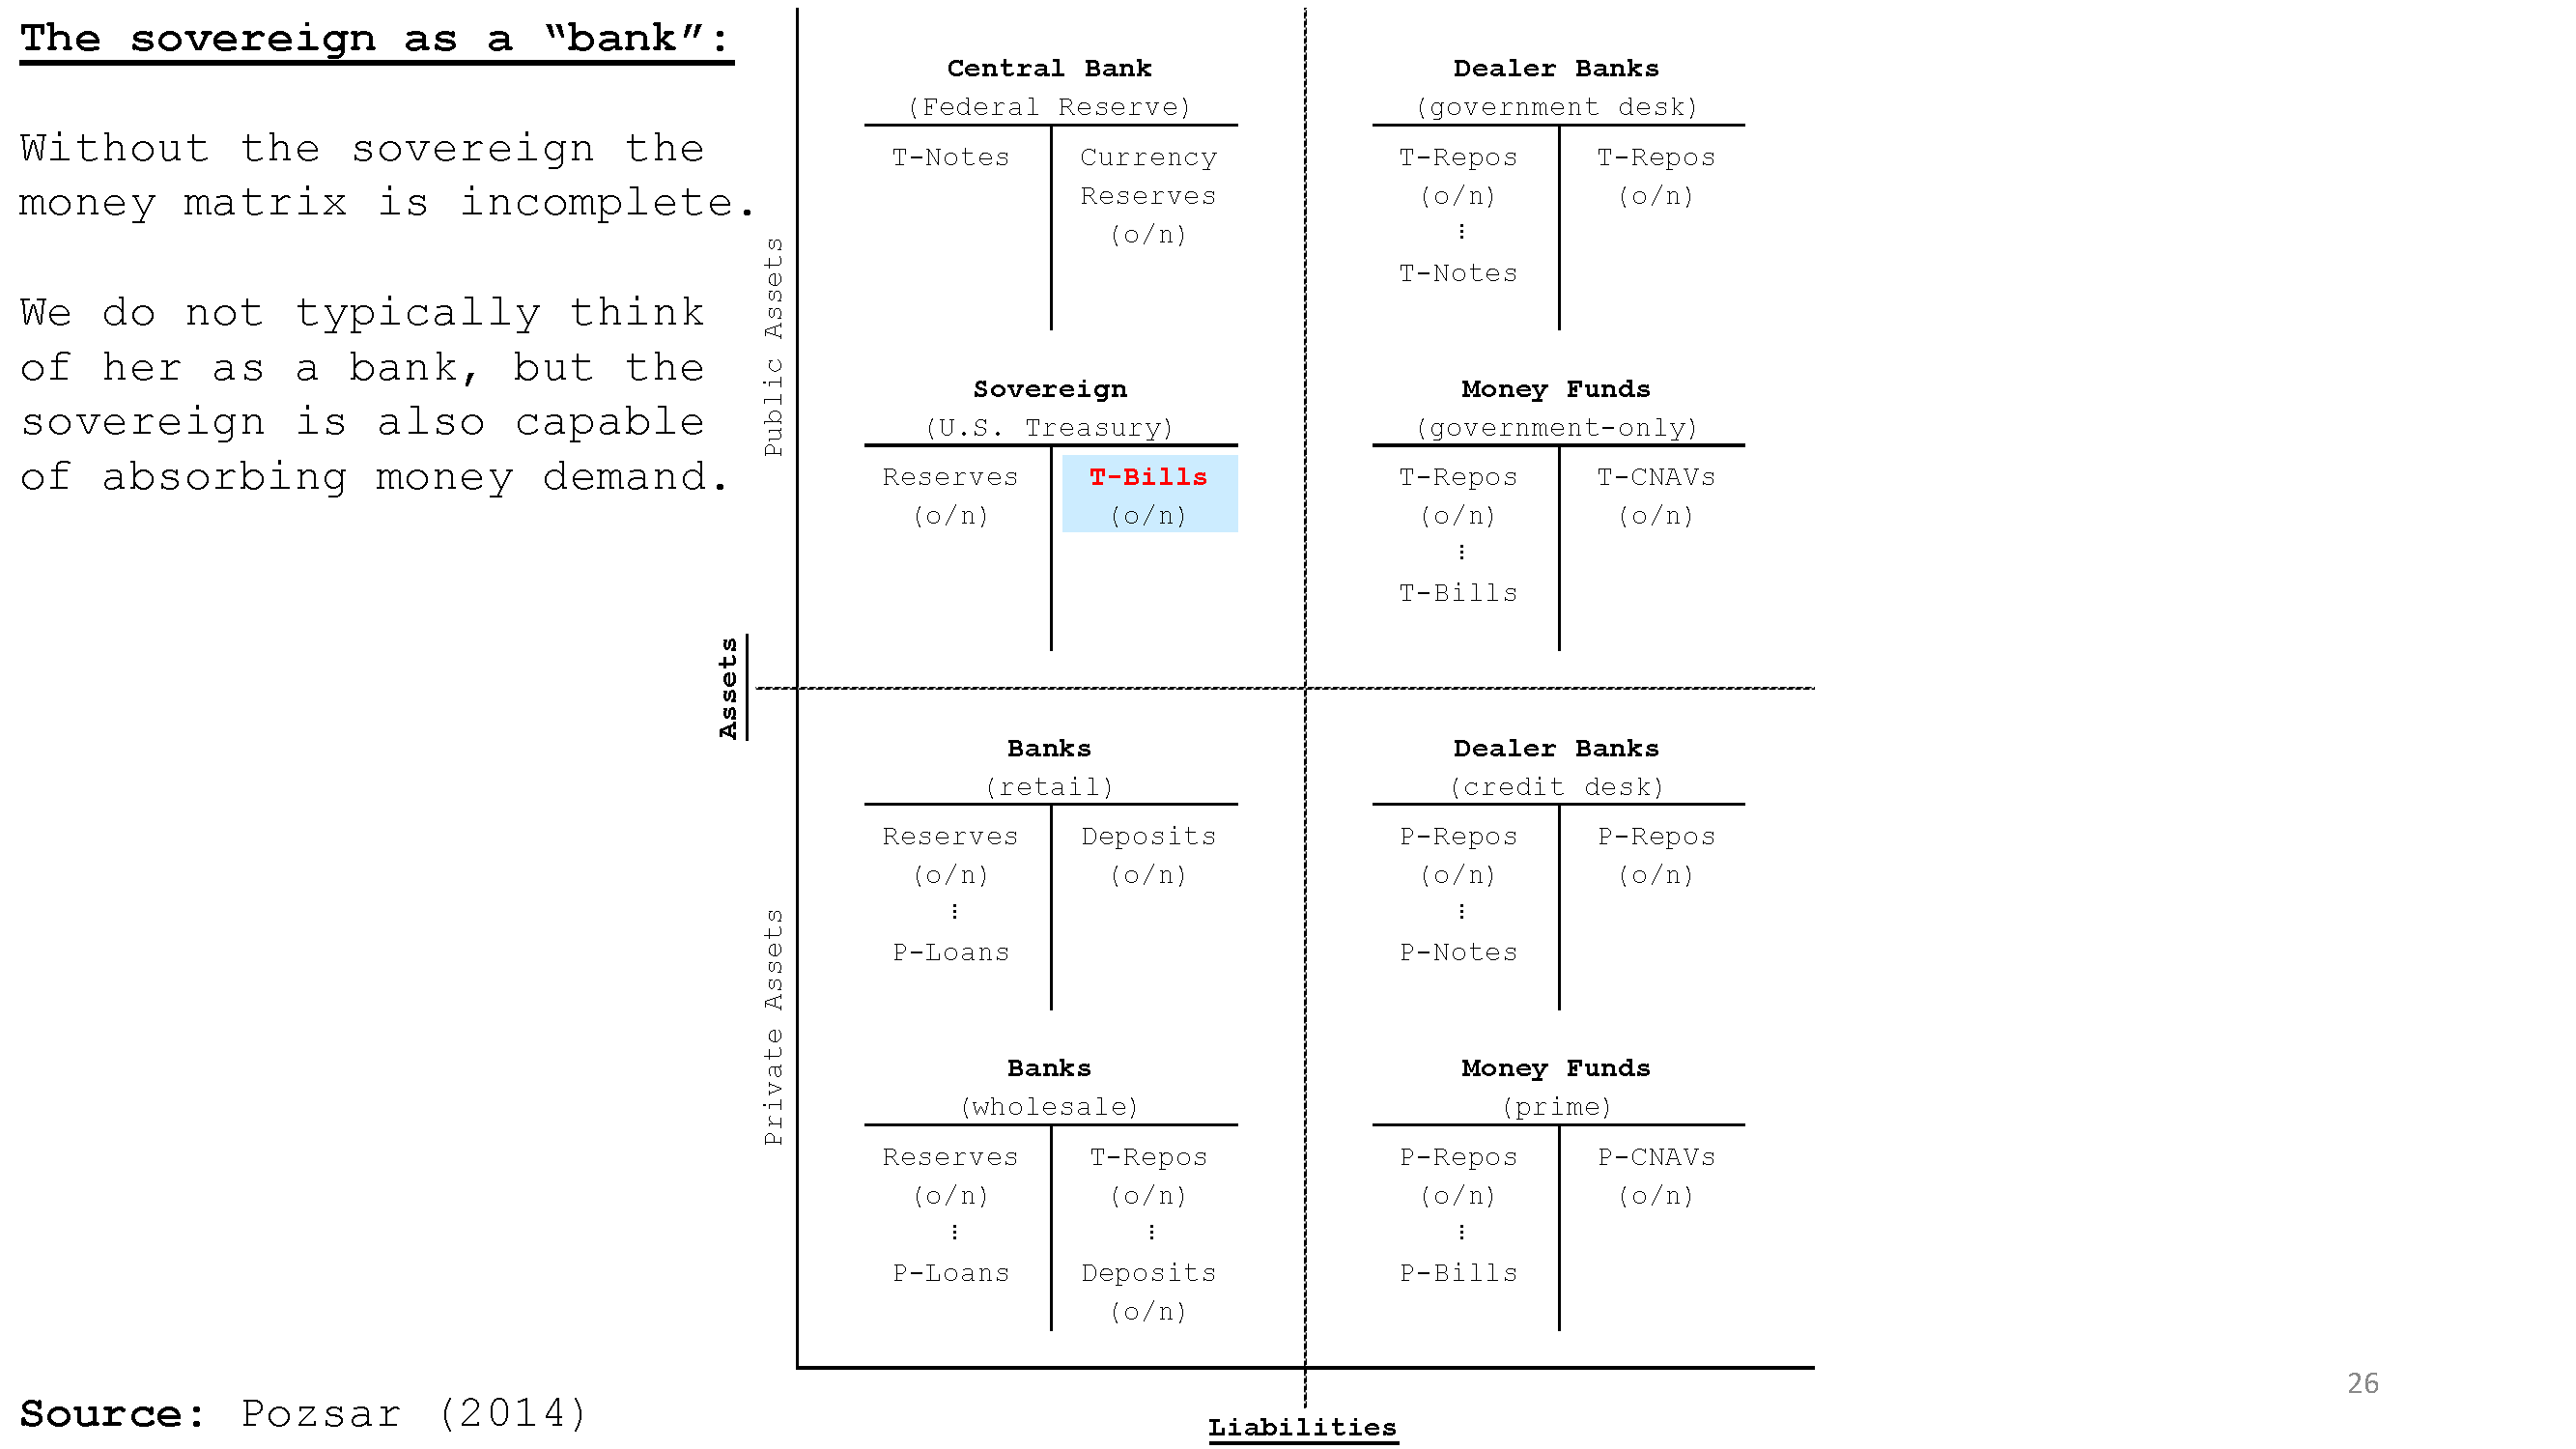 The sovereign as a “bank”:
Without the sovereign the
money matrix is incomplete.
We do not typically think
of her as a bank, but the
sovereign is also capable
of absorbing money demand.
Source: Pozsar (2014)
Assets
Public Assets
Private Assets
Central Bank
(Federal Reserve)
T-Notes
Currency
Reserves
(o/n)
Dealer Banks
(government desk)
T-Repos
(o/n)
⋮
T-Notes
T-Repos
(o/n)
Sovereign
(U.S. Treasury)
Reserves
(o/n)
T-Bills
(o/n)
Money Funds
(government-only)
T-Repos
(o/n)
⋮
T-Bills
T-CNAVs
(o/n)
Banks
(retail)
Reserves
(o/n)
⋮
P-Loans
Deposits
(o/n)
Dealer Banks
(credit desk)
P-Repos
(o/n)
⋮
P-Notes
P-Repos
(o/n)
Banks
(wholesale)
Reserves
(o/n)
⋮
P-Loans
T-Repos
(o/n)
⋮
Deposits
(o/n)
Money Funds
(prime)
P-Repos
(o/n)
⋮
P-Bills
P-CNAVs
(o/n)
Liabilities
26